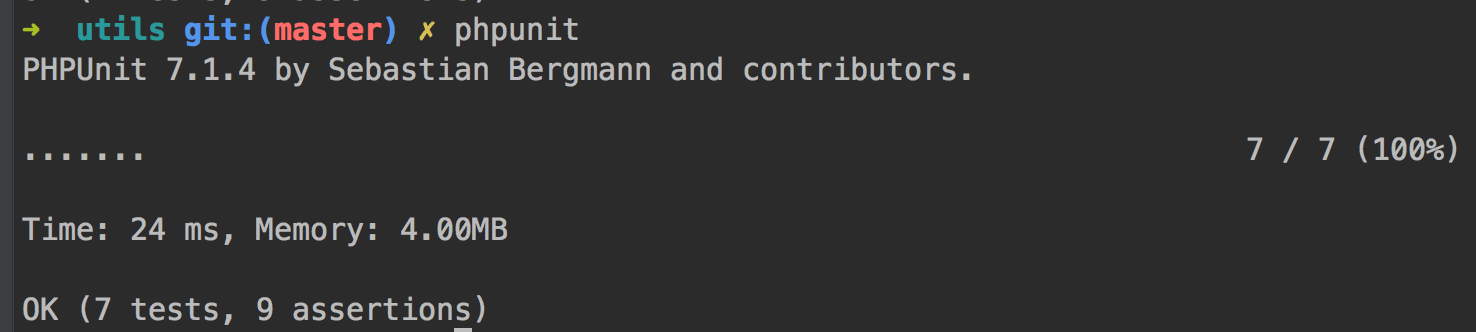 ➜  utils git:(master) ✗ phpunit
PHPUnit 7.1.4 by Sebastian Bergmann and contributors.
.......                                                             7 / 7 (100%)
Time: 24 ms, Memory: 4.00MB
OK (7 tests, 9 assertions)